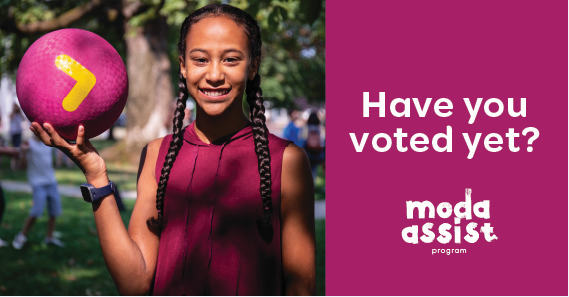 Have you
voted yet?
moda
assist
program